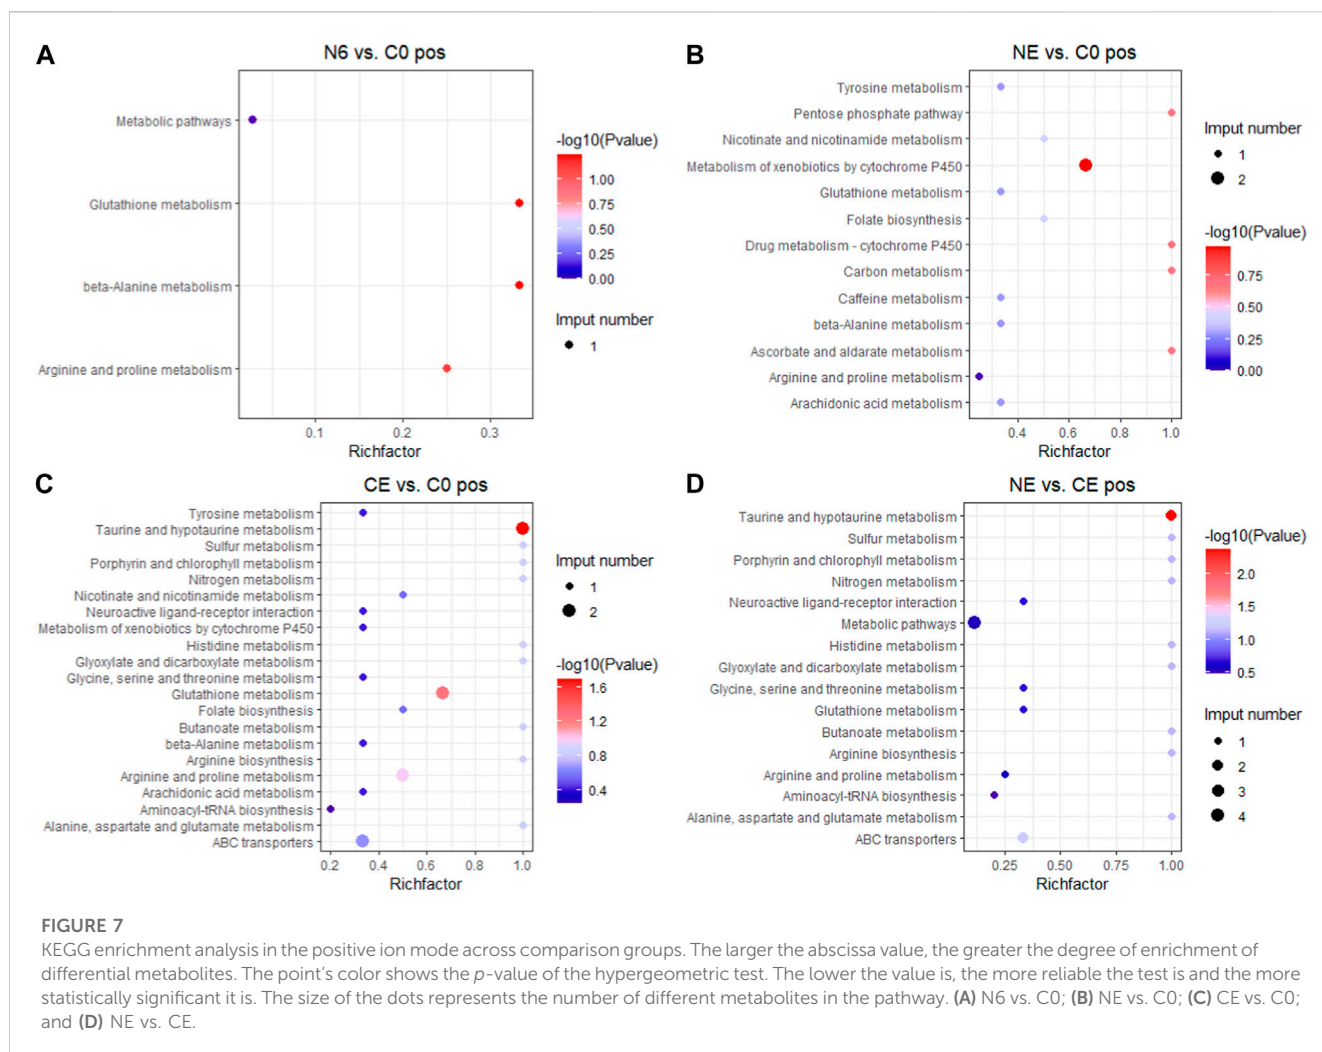 A
N6 vs. C0 pos
Metabolic pathways
Glutathione metabolism
beta-Alanine metabolism
Arginine and proline metabolism
0.1 0.2 0.3
Richfactor
-log10(Pvalue)
1.00
0.75
0.50
0.25
0.00
Imput number
1
B
NE vs. C0 pos
Tyrosine metabolism
Pentose phosphate pathway
Nicotinate and nicotinamide metabolism
Metabolism of xenobiotics by cytochrome P450
Glutathione metabolism
Folate biosynthesis
Drug metabolism - cytochrome P450
Carbon metabolism
Caffeine metabolism
beta-Alanine metabolism
Ascorbate and aldarate metabolism
Arginine and proline metabolism
Arachidonic acid metabolism
0.4 0.6 0.8 1.0
Richfactor
Imput number
1
2
-log10(Pvalue)
0.75
0.50
0.25
0.00
C
CE vs. C0 pos
Tyrosine metabolism
Taurine and hypotaurine metabolism
Sulfur metabolism
Porphyrin and chlorophyll metabolism
Nitrogen metabolism
Nicotinate and nicotinamide metabolism
Neuroactive ligand-receptor interaction
Metabolism of xenobiotics by cytochrome P450
Histidine metabolism
Glyoxylate and dicarboxylate metabolism
Glycine, serine and threonine metabolism
Glutathione metabolism
Folate biosynthesis
Butanoate metabolism
beta-Alanine metabolism
Arginine biosynthesis
Arginine and proline metabolism
Arachidonic acid metabolism
Aminoacyl-tRNA biosynthesis
Alanine, aspartate and glutamate metabolism
ABC transporters
0.2 0.4 0.6 0.8 1.0
Richfactor
Imput number
1
2
-log10(Pvalue)
1.6
1.2
0.8
0.4
D
NE vs. CE pos
Taurine and hypotaurine metabolism
Sulfur metabolism
Porphyrin and chlorophyll metabolism
Nitrogen metabolism
Neuroactive ligand-receptor interaction
Metabolic pathways
Histidine metabolism
Glyoxylate and dicarboxylate metabolism
Glycine, serine and threonine metabolism
Glutathione metabolism
Butanoate metabolism
Arginine biosynthesis
Arginine and proline metabolism
Aminoacyl-tRNA biosynthesis
Alanine, aspartate and glutamate metabolism
ABC transporters
0.25 0.50 0.75 1.00
Richfactor
-log10(Pvalue)
2.0
1.5
1.0
0.5
Imput number
1
2
3
4
FIGURE 7
KEGG enrichment analysis in the positive ion mode across comparison groups. The larger the abscissa value, the greater the degree of enrichment of
differential metabolites. The point's color shows the p-value of the hypergeometric test. The lower the value is, the more reliable the test is and the more
statistically significant it is. The size of the dots represents the number of different metabolites in the pathway. (A) N6 vs. C0; (B) NE vs. C0; (C) CE vs. C0;
and (D) NE vs. CE.